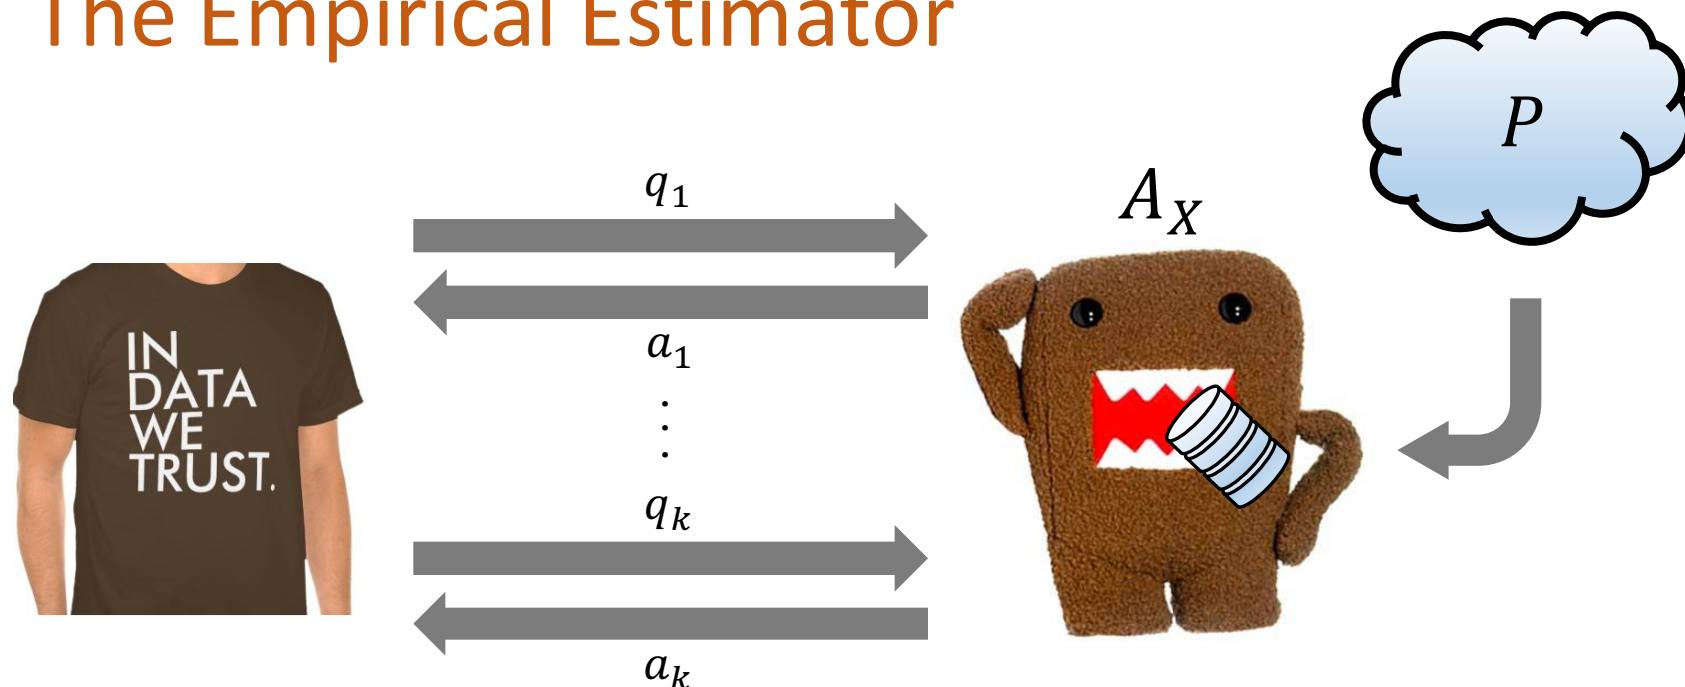 The Empirical Estimator
P
q₁
A_X
IN
DATA
WE
TRUST.
a₁
.
.
.
qₖ
aₖ